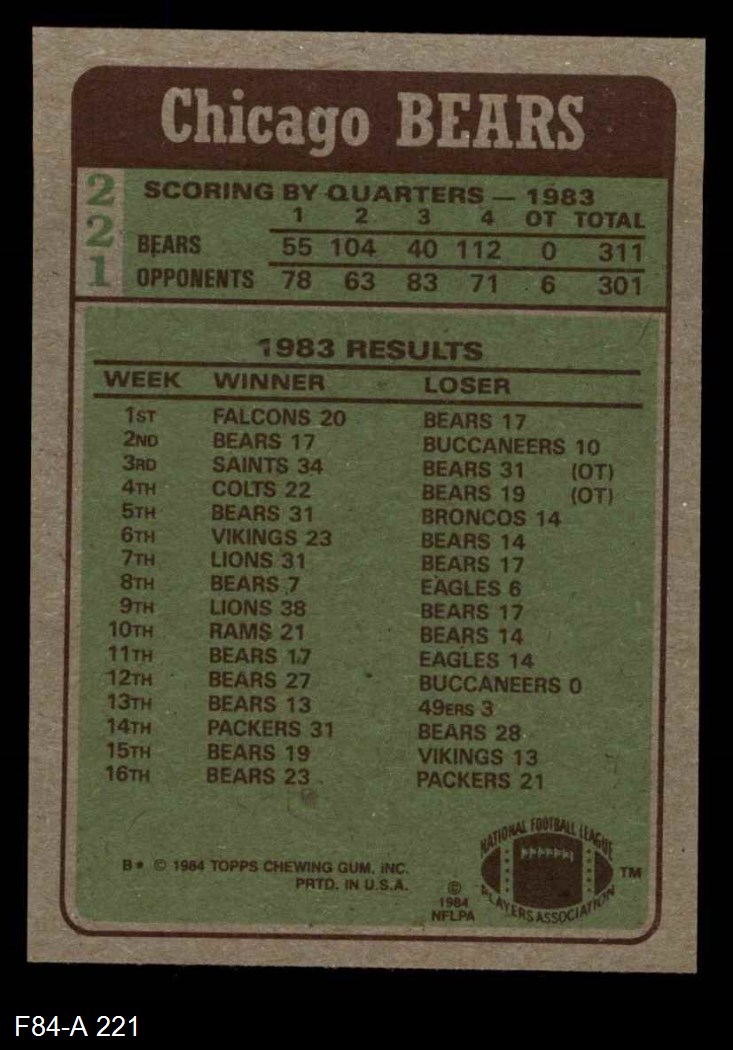 Chicago BEARS
221
SCORING BY QUARTERS — 1983
1 2 3 4 OT TOTAL
BEARS 55 104 40 112 0 311
OPPONENTS 78 63 83 71 6 301
1983 RESULTS
WEEK WINNER LOSER
1ST FALCONS 20 BEARS 17
2ND BEARS 17 BUCCANEERS 10
3RD SAINTS 34 BEARS 31 (OT)
4TH COLTS 22 BEARS 19 (OT)
5TH BEARS 31 BRONCOS 14
6TH VIKINGS 23 BEARS 14
7TH LIONS 31 BEARS 17
8TH BEARS 7 EAGLES 6
9TH LIONS 38 BEARS 17
10TH RAMS 21 BEARS 14
11TH BEARS 17 EAGLES 14
12TH BEARS 27 BUCCANEERS 0
13TH BEARS 13 49ERS 3
14TH PACKERS 31 BEARS 28
15TH BEARS 19 VIKINGS 13
16TH BEARS 23 PACKERS 21
B* © 1984 TOPPS CHEWING GUM, INC.
PRTD. IN U.S.A.
©
1984
NFLPA
NATIONAL FOOTBALL LEAGUE
PLAYERS ASSOCIATION
TM
F84-A 221